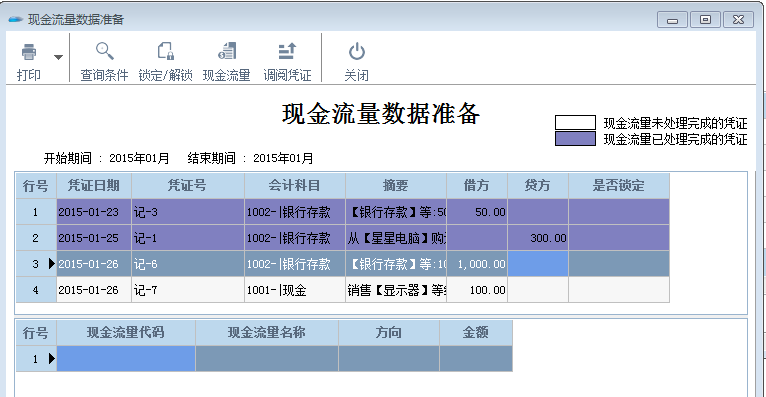 现金流量数据准备
打印 查询条件 锁定/解锁 现金流量 调阅凭证 关闭
现金流量数据准备
现金流量未处理完成的凭证
现金流量已处理完成的凭证
开始期间 : 2015年01月 结束期间 : 2015年01月
行号 凭证日期 凭证号 会计科目 摘要 借方 贷方 是否锁定
1 2015-01-23 记-3 1002-|银行存款 【银行存款】等:50 50.00
2 2015-01-25 记-1 1002-|银行存款 从【星星电脑】购 300.00
3 2015-01-26 记-6 1002-|银行存款 【银行存款】等:10 1,000.00
4 2015-01-26 记-7 1001-|现金 销售【显示器】等 100.00
行号 现金流量代码 现金流量名称 方向 金额
1